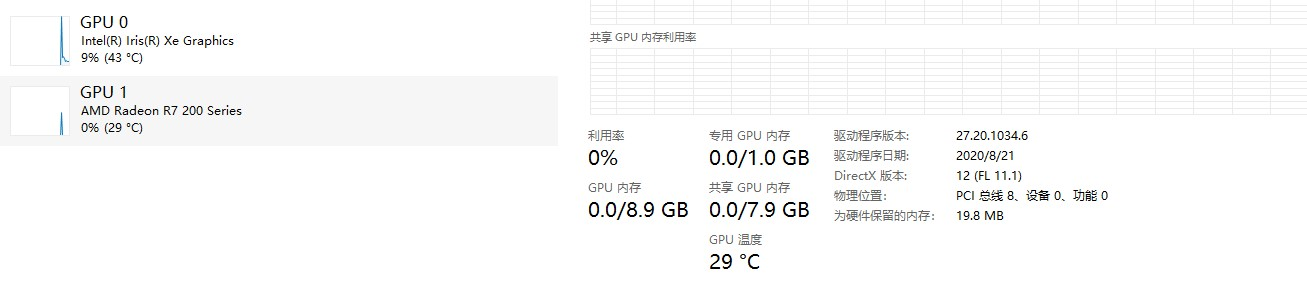 GPU 0
Intel(R) Iris(R) Xe Graphics
9% (43 °C)
GPU 1
AMD Radeon R7 200 Series
0% (29 °C)
共享 GPU 内存利用率
利用率
0%
专用 GPU 内存
0.0/1.0 GB
GPU 内存
0.0/8.9 GB
共享 GPU 内存
0.0/7.9 GB
GPU 温度
29 °C
驱动程序版本: 27.20.1034.6
驱动程序日期: 2020/8/21
DirectX 版本: 12 (FL 11.1)
物理位置: PCI 总线 8、设备 0、功能 0
为硬件保留的内存: 19.8 MB